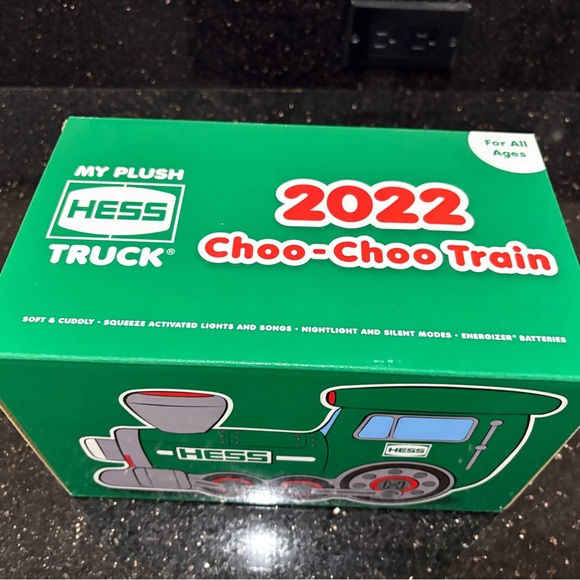 For All
Ages
MY PLUSH
HESS
TRUCK®
2022
Choo-Choo Train
SOFT & CUDDLY • SQUEEZE ACTIVATED LIGHTS AND SONGS • NIGHTLIGHT AND SILENT MODES • ENERGIZER® BATTERIES
HESS
HESS